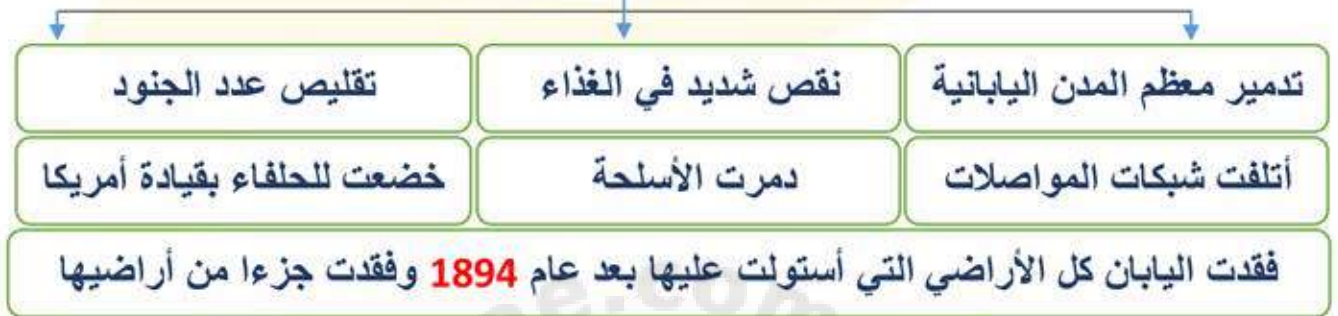 تدمير معظم المدن اليابانية
نقص شديد في الغذاء
تقليص عدد الجنود
أتلفت شبكات المواصلات
دمرت الأسلحة
خضعت للحلفاء بقيادة أمريكا
فقدت اليابان كل الأراضي التي أستولت عليها بعد عام 1894 وفقدت جزءا من أراضيها